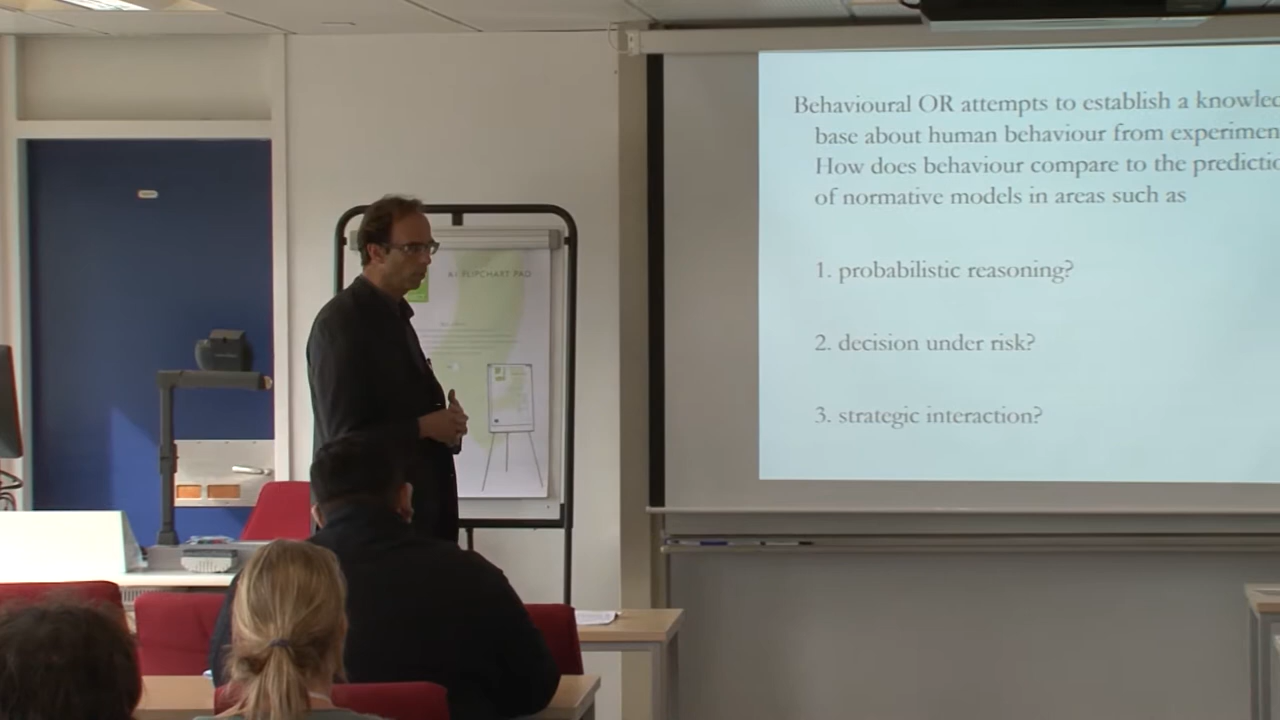 Behavioural OR attempts to establish a knowled
base about human behaviour from experimen
How does behaviour compare to the predictio
of normative models in areas such as
1. probabilistic reasoning?
2. decision under risk?
3. strategic interaction?
A1 FLIPCHART PAD